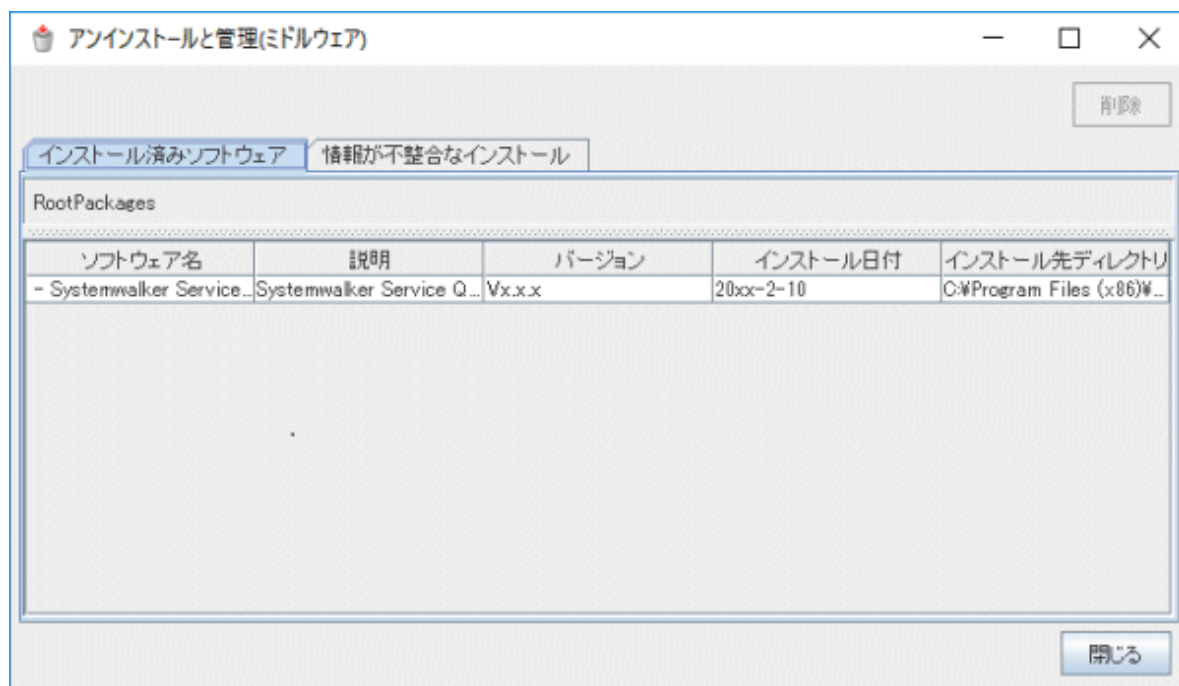 アンインストールと管理(ミドルウェア)
削除
インストール済みソフトウェア 情報が不整合なインストール
RootPackages
ソフトウェア名 説明 バージョン インストール日付 インストール先ディレクトリ
- Systemwalker Service... Systemwalker Service Q... Vx.x.x 20xx-2-10 C:¥Program Files (x86)¥...
閉じる